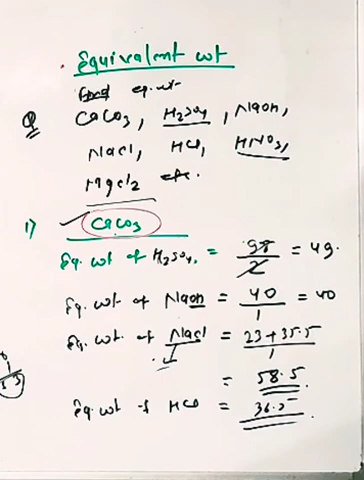 Equivalent wt
Find eq. wt
Q CaCO3, H2SO4, NaOH,
NaCl, HCl, HNO3,
MgCl2 etc.
1) CaCO3
Eq. wt of H2SO4 = 98/2 = 49.
Eq. wt of NaOH = 40/1 = 40
Eq. wt. of NaCl = 23+35.5/1
= 58.5
Eq. wt of HCl = 36.5